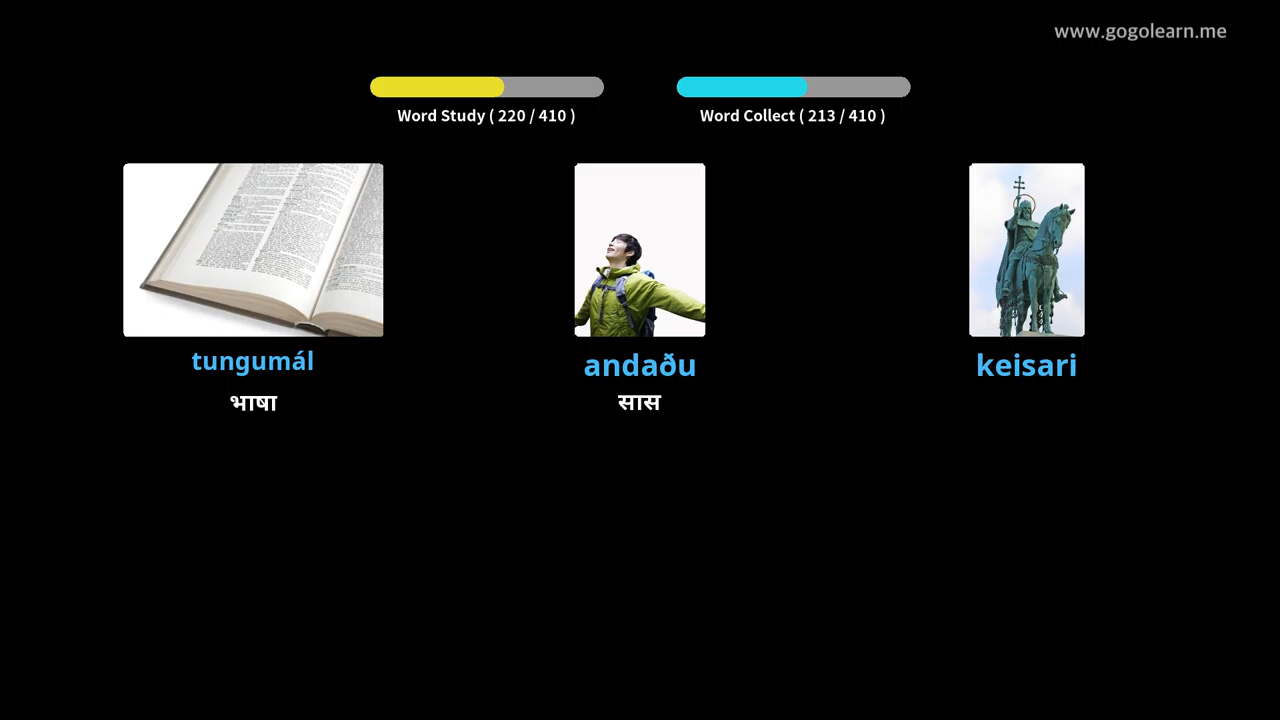 www.gogolearn.me
Word Study ( 220 / 410 )
Word Collect ( 213 / 410 )
tungumál
andaðu
keisari
भाषा
सास